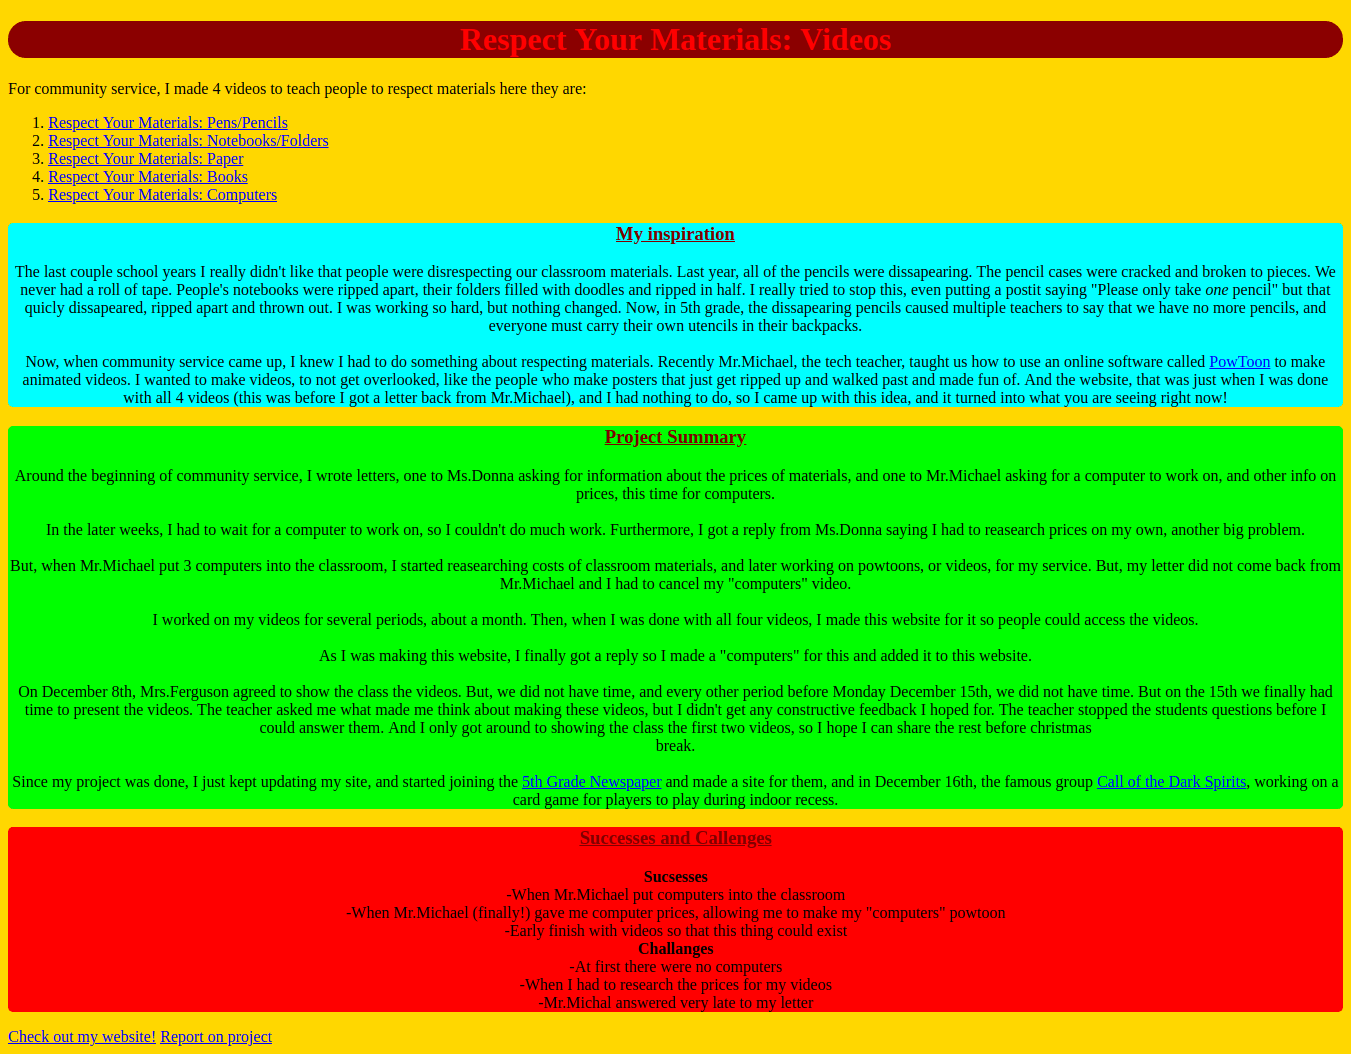 Respect Your Materials: Videos
For community service, I made 4 videos to teach people to respect materials here they are:
1. Respect Your Materials: Pens/Pencils
2. Respect Your Materials: Notebooks/Folders
3. Respect Your Materials: Paper
4. Respect Your Materials: Books
5. Respect Your Materials: Computers
My inspiration
The last couple school years I really didn't like that people were disrespecting our classroom materials. Last year, all of the pencils were dissapearing. The pencil cases were cracked and broken to pieces. We
never had a roll of tape. People's notebooks were ripped apart, their folders filled with doodles and ripped in half. I really tried to stop this, even putting a postit saying "Please only take one pencil" but that
quicly dissapeared, ripped apart and thrown out. I was working so hard, but nothing changed. Now, in 5th grade, the dissapearing pencils caused multiple teachers to say that we have no more pencils, and
everyone must carry their own utencils in their backpacks.
Now, when community service came up, I knew I had to do something about respecting materials. Recently Mr.Michael, the tech teacher, taught us how to use an online software called PowToon to make
animated videos. I wanted to make videos, to not get overlooked, like the people who make posters that just get ripped up and walked past and made fun of. And the website, that was just when I was done
with all 4 videos (this was before I got a letter back from Mr.Michael), and I had nothing to do, so I came up with this idea, and it turned into what you are seeing right now!
Project Summary
Around the beginning of community service, I wrote letters, one to Ms.Donna asking for information about the prices of materials, and one to Mr.Michael asking for a computer to work on, and other info on
prices, this time for computers.
In the later weeks, I had to wait for a computer to work on, so I couldn't do much work. Furthermore, I got a reply from Ms.Donna saying I had to reasearch prices on my own, another big problem.
But, when Mr.Michael put 3 computers into the classroom, I started reasearching costs of classroom materials, and later working on powtoons, or videos, for my service. But, my letter did not come back from
Mr.Michael and I had to cancel my "computers" video.
I worked on my videos for several periods, about a month. Then, when I was done with all four videos, I made this website for it so people could access the videos.
As I was making this website, I finally got a reply so I made a "computers" for this and added it to this website.
On December 8th, Mrs.Ferguson agreed to show the class the videos. But, we did not have time, and every other period before Monday December 15th, we did not have time. But on the 15th we finally had
time to present the videos. The teacher asked me what made me think about making these videos, but I didn't get any constructive feedback I hoped for. The teacher stopped the students questions before I
could answer them. And I only got around to showing the class the first two videos, so I hope I can share the rest before christmas
break.
Since my project was done, I just kept updating my site, and started joining the 5th Grade Newspaper and made a site for them, and in December 16th, the famous group Call of the Dark Spirits, working on a
card game for players to play during indoor recess.
Successes and Callenges
Sucsesses
-When Mr.Michael put computers into the classroom
-When Mr.Michael (finally!) gave me computer prices, allowing me to make my "computers" powtoon
-Early finish with videos so that this thing could exist
Challanges
-At first there were no computers
-When I had to research the prices for my videos
-Mr.Michal answered very late to my letter
Check out my website! Report on project